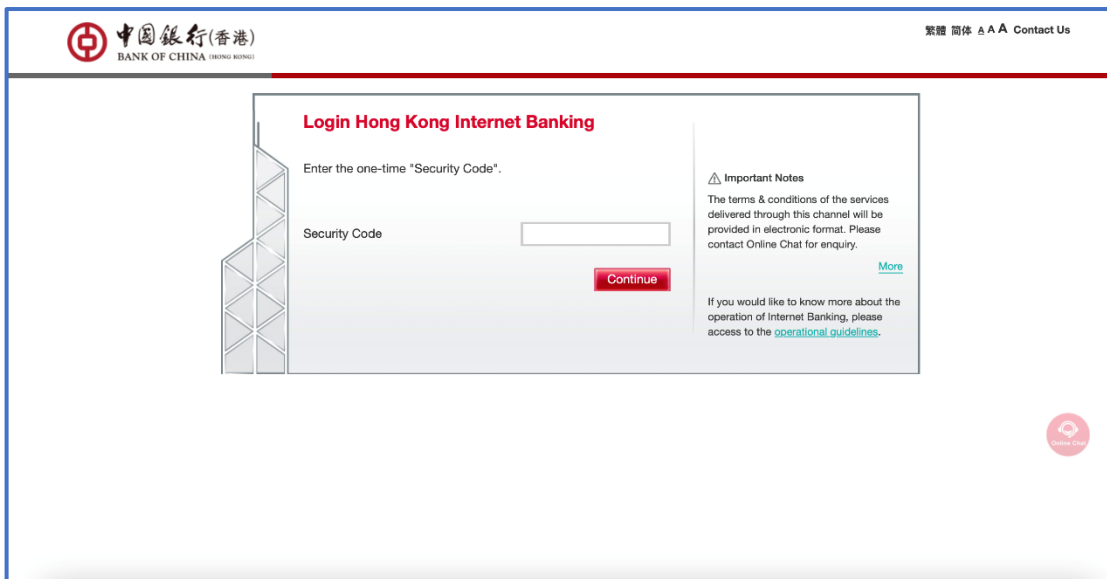 中國銀行(香港)
BANK OF CHINA (HONG KONG)
繁體 简体 A A A Contact Us
Login Hong Kong Internet Banking
Enter the one-time "Security Code".
Security Code
Continue
Important Notes
The terms & conditions of the services
delivered through this channel will be
provided in electronic format. Please
contact Online Chat for enquiry.
More
If you would like to know more about the
operation of Internet Banking, please
access to the operational guidelines.
Online Chat